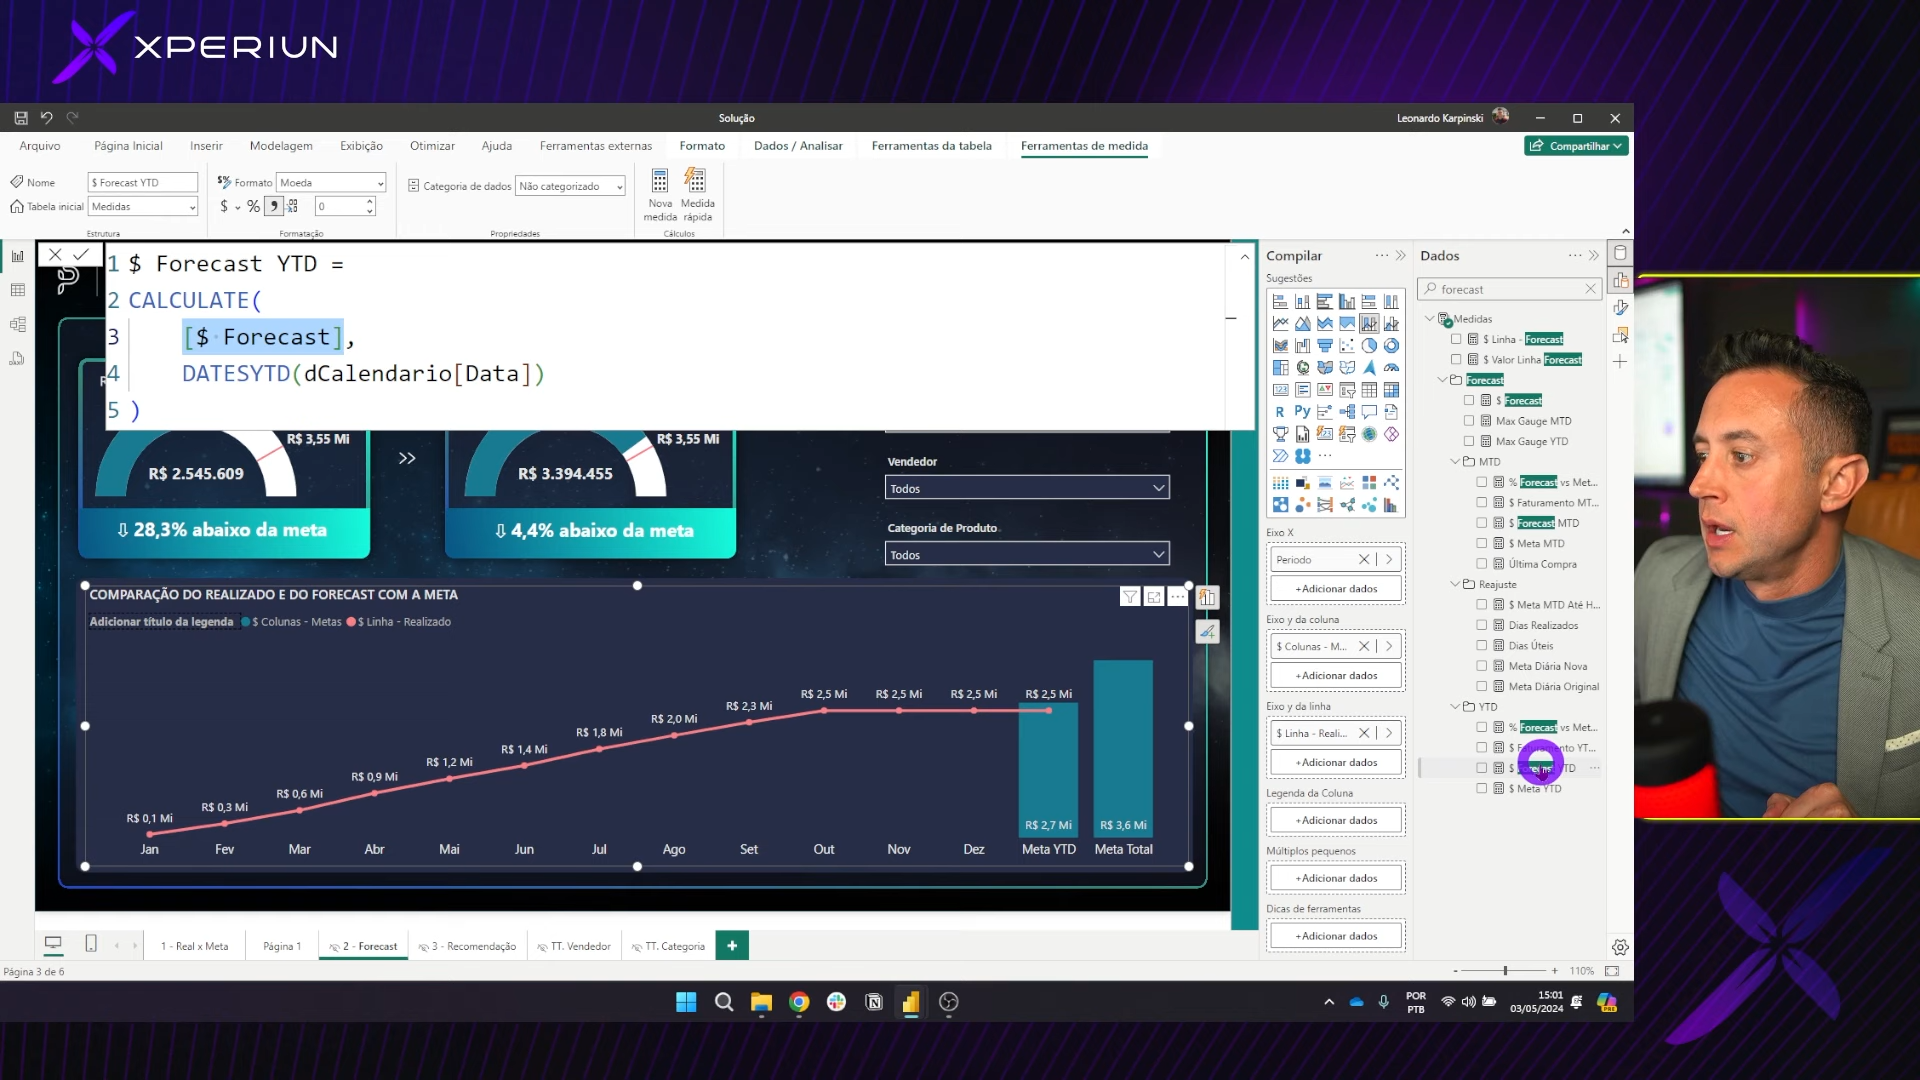 XPERIUN
Solução
Leonardo Karpinski
Arquivo
Página Inicial
Inserir
Modelagem
Exibição
Otimizar
Ajuda
Ferramentas externas
Formato
Dados / Analisar
Ferramentas da tabela
Ferramentas de medida
Compartilhar
Nome
$ Forecast YTD
Formato
Moeda
Categoria de dados
Não categorizado
Tabela inicial
Medidas
$
%
0
Nova medida
Medida rápida
Estrutura
Formatação
Propriedades
Cálculos
1 $ Forecast YTD =
2 CALCULATE(
3 [$ Forecast],
4 DATESYTD(dCalendario[Data])
5 )
R$ 3,55 Mi
R$ 2.545.609
28,3% abaixo da meta
R$ 3,55 Mi
R$ 3.394.455
4,4% abaixo da meta
Vendedor
Todos
Categoria de Produto
Todos
COMPARAÇÃO DO REALIZADO E DO FORECAST COM A META
Adicionar título da legenda
$ Colunas - Metas
$ Linha - Realizado
R$ 0,1 Mi
R$ 0,3 Mi
R$ 0,6 Mi
R$ 0,9 Mi
R$ 1,2 Mi
R$ 1,4 Mi
R$ 1,8 Mi
R$ 2,0 Mi
R$ 2,3 Mi
R$ 2,5 Mi
R$ 2,5 Mi
R$ 2,5 Mi
R$ 2,5 Mi
R$ 2,7 Mi
R$ 3,6 Mi
Jan
Fev
Mar
Abr
Mai
Jun
Jul
Ago
Set
Out
Nov
Dez
Meta YTD
Meta Total
Compilar
Sugestões
Eixo X
Periodo
+Adicionar dados
Eixo y da coluna
$ Colunas - M...
+Adicionar dados
Eixo y da linha
$ Linha - Reali...
+Adicionar dados
Legenda da Coluna
+Adicionar dados
Múltiplos pequenos
+Adicionar dados
Dicas de ferramentas
+Adicionar dados
Dados
forecast
Medidas
$ Linha - Forecast
$ Valor Linha Forecast
Forecast
$ Forecast
Max Gauge MTD
Max Gauge YTD
MTD
% Forecast vs Met...
$ Faturamento MT...
$ Forecast MTD
$ Meta MTD
Última Compra
Reajuste
$ Meta MTD Até H...
Dias Realizados
Dias Úteis
Meta Diária Nova
Meta Diária Original
YTD
% Forecast vs Met...
$ Faturamento YT...
$ Forecast YTD
$ Meta YTD
1 - Real x Meta
Página 1
2 - Forecast
3 - Recomendação
TT. Vendedor
TT. Categoria
Página 3 de 6
110%
POR
PTB
15:01
03/05/2024